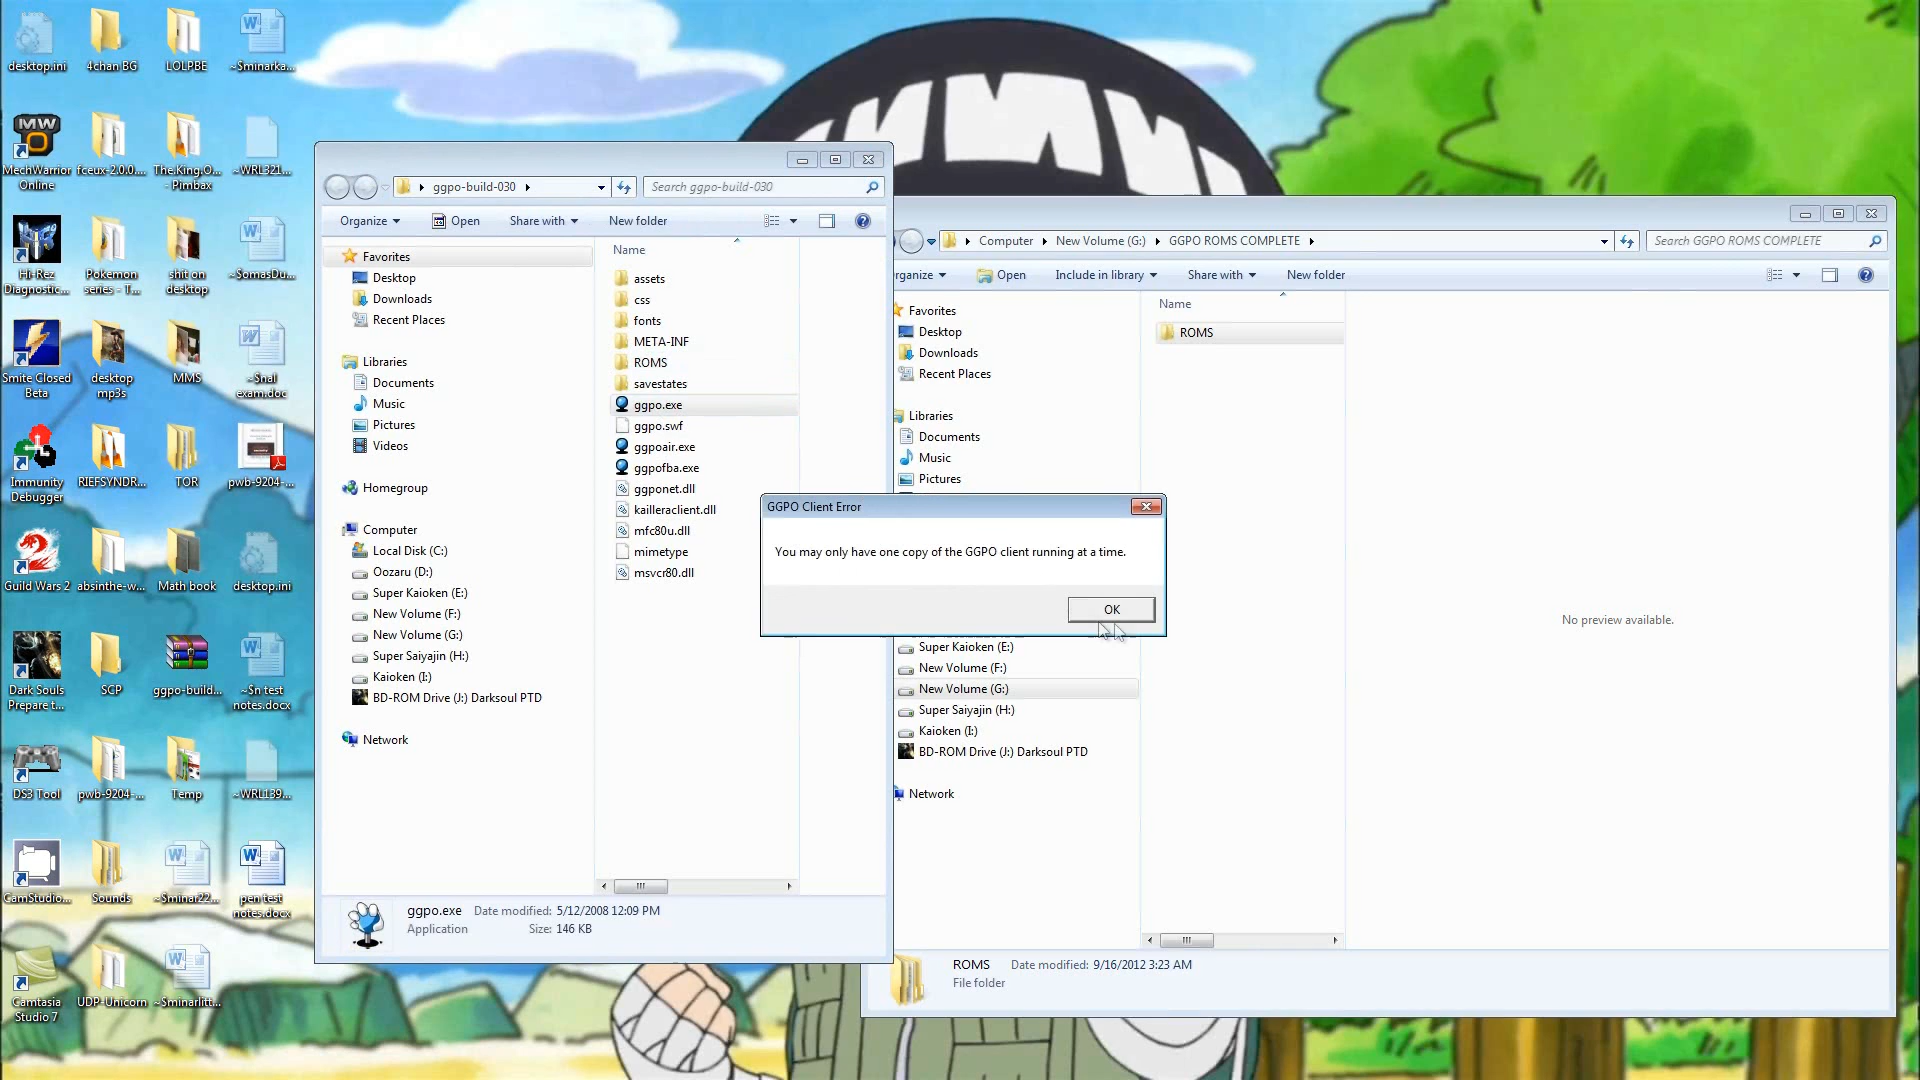 desktop.ini
4chan BG
LOLPBE
~$minarka...
MechWarrior Online
fceux-2.0.0....
The.King.O... - Pimbax
~WRL321...
Hi-Rez Diagnostic...
Pokemon series - T...
shit on desktop
~$omasDu...
Smite Closed Beta
desktop mp3s
MMS
~$nal exam.doc
Immunity Debugger
RIEFSYNDR...
TOR
pwb-9204-...
Guild Wars 2
absinthe-w...
Math book
desktop.ini
Dark Souls Prepare t...
SCP
ggpo-build...
~$n test notes.docx
DS3 Tool
pwb-9204-...
Temp
~WRL139...
CamStudio...
Sounds
~$minar22...
pen test notes.docx
Camtasia Studio 7
UDP-Unicorn
~$minarlitt...
ggpo-build-030
Search ggpo-build-030
Organize
Open
Share with
New folder
Favorites
Desktop
Downloads
Recent Places
Libraries
Documents
Music
Pictures
Videos
Homegroup
Computer
Local Disk (C:)
Oozaru (D:)
Super Kaioken (E:)
New Volume (F:)
New Volume (G:)
Super Saiyajin (H:)
Kaioken (I:)
BD-ROM Drive (J:) Darksoul PTD
Network
Name
assets
css
fonts
META-INF
ROMS
savestates
ggpo.exe
ggpo.swf
ggpoair.exe
ggpofba.exe
ggponet.dll
kailleraclient.dll
mfc80u.dll
mimetype
msvcr80.dll
ggpo.exe Date modified: 5/12/2008 12:09 PM
Application Size: 146 KB
GGPO Client Error
You may only have one copy of the GGPO client running at a time.
OK
Computer New Volume (G:) GGPO ROMS COMPLETE
Search GGPO ROMS COMPLETE
rganize
Open
Include in library
Share with
New folder
Favorites
Desktop
Downloads
Recent Places
Libraries
Documents
Music
Pictures
Super Kaioken (E:)
New Volume (F:)
New Volume (G:)
Super Saiyajin (H:)
Kaioken (I:)
BD-ROM Drive (J:) Darksoul PTD
Network
Name
ROMS
No preview available.
ROMS Date modified: 9/16/2012 3:23 AM
File folder